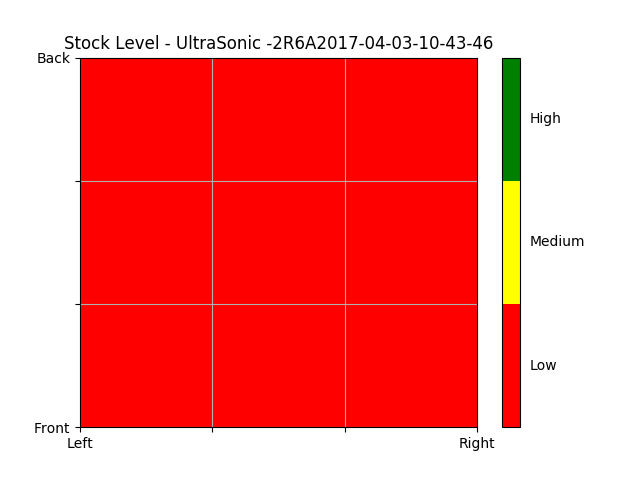 Stock Level - UltraSonic -2R6A2017-04-03-10-43-46
Back
High
Medium
Low
Front
Left
Right